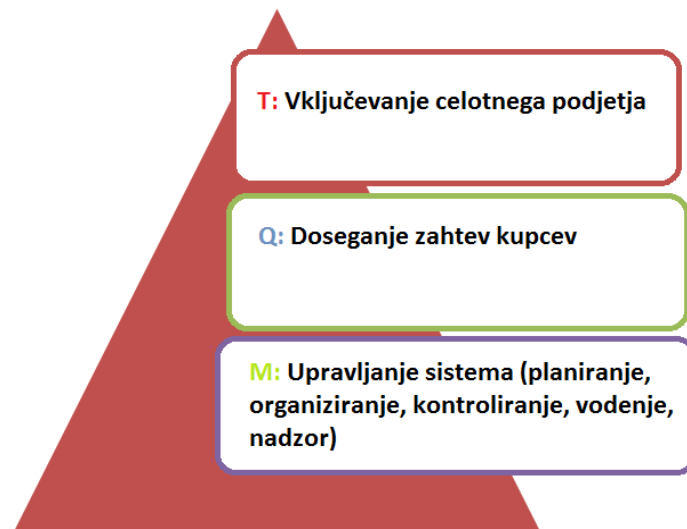 T: Vključevanje celotnega podjetja
Q: Doseganje zahtev kupcev
M: Upravljanje sistema (planiranje,
organiziranje, kontroliranje, vodenje,
nadzor)